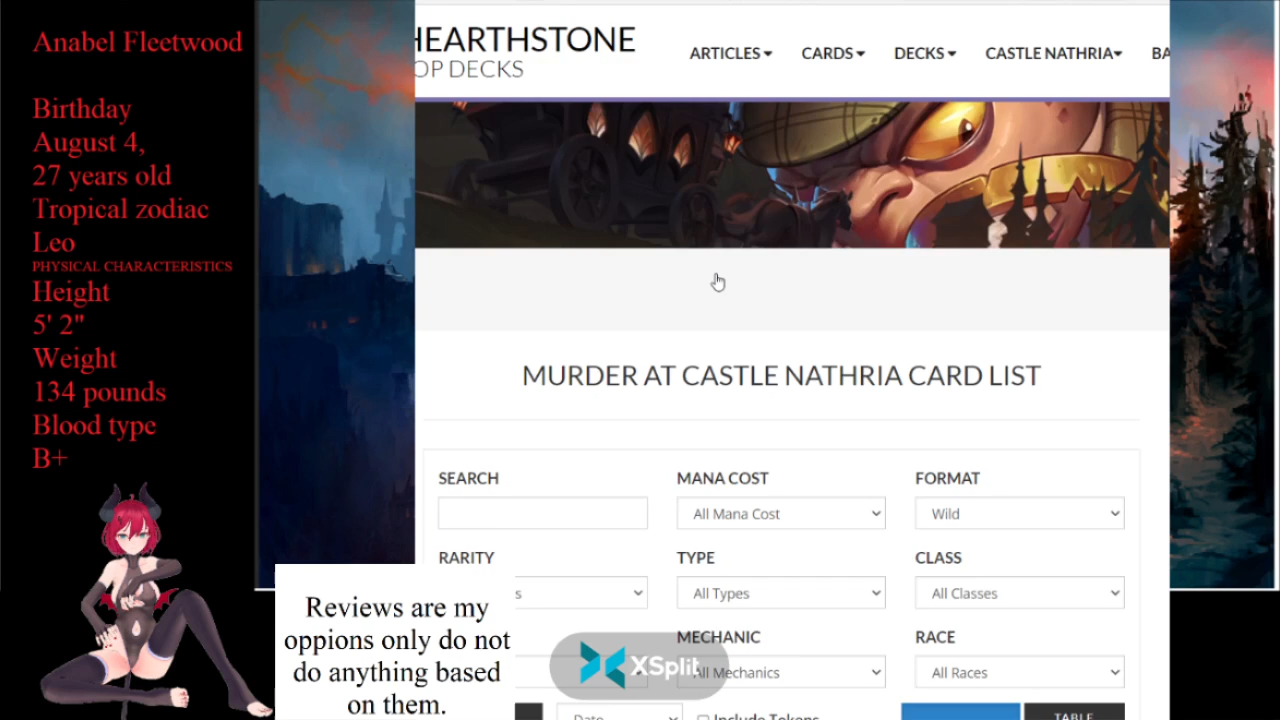 Anabel Fleetwood
Birthday
August 4,
27 years old
Tropical zodiac
Leo
PHYSICAL CHARACTERISTICS
Height
5' 2"
Weight
134 pounds
Blood type
B+
HEARTHSTONE
OP DECKS
ARTICLES
CARDS
DECKS
CASTLE NATHRIA
BA
MURDER AT CASTLE NATHRIA CARD LIST
SEARCH
MANA COST
FORMAT
All Mana Cost
Wild
RARITY
TYPE
CLASS
s
All Types
All Classes
MECHANIC
RACE
All Mechanics
All Races
Date
Include Tokens
TABLE
Reviews are my
oppions only do not
do anything based
on them.
XSplit